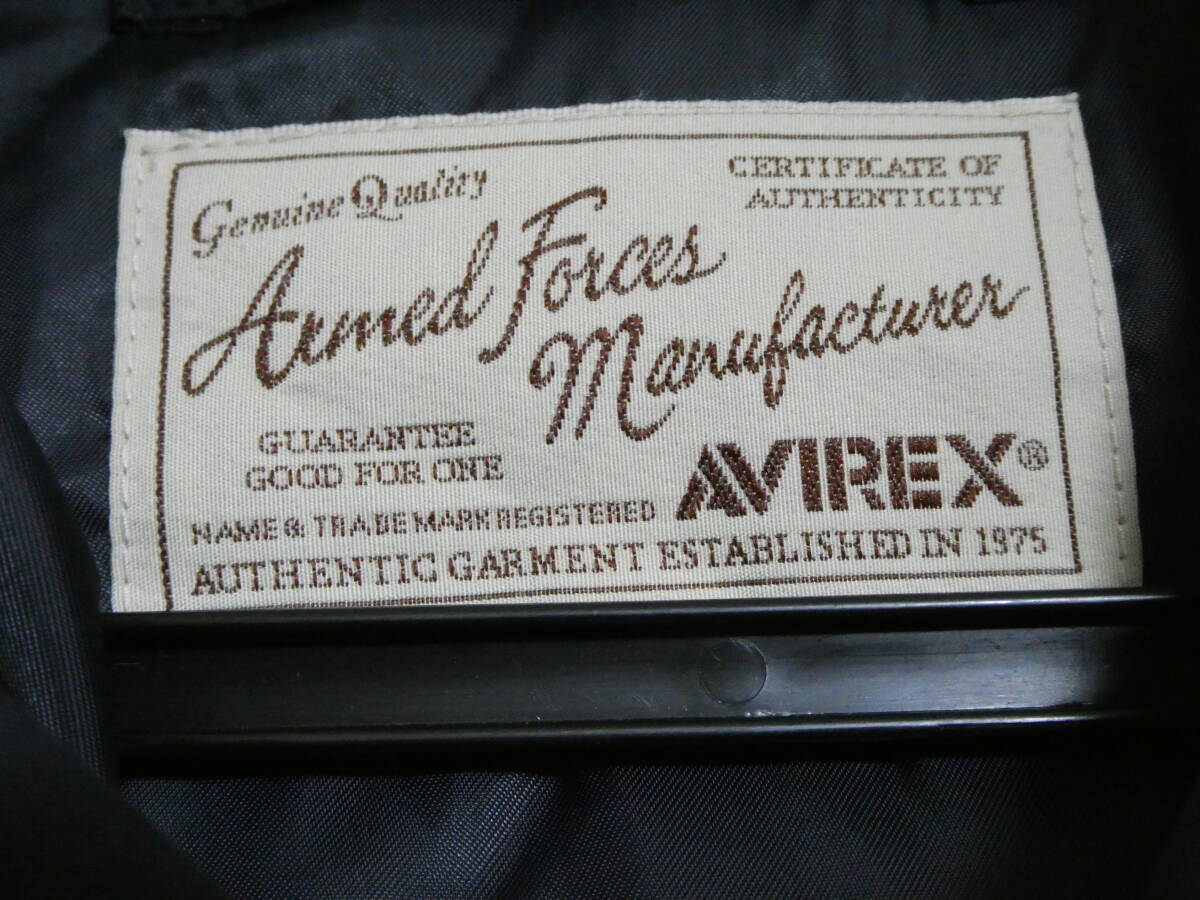 Genuine Quality
CERTIFICATE OF
AUTHENTICITY
Armed Forces
Manufacturer
GUARANTEE
GOOD FOR ONE
AVIREX®
NAME & TRADE MARK REGISTERED
AUTHENTIC GARMENT ESTABLISHED IN 1975